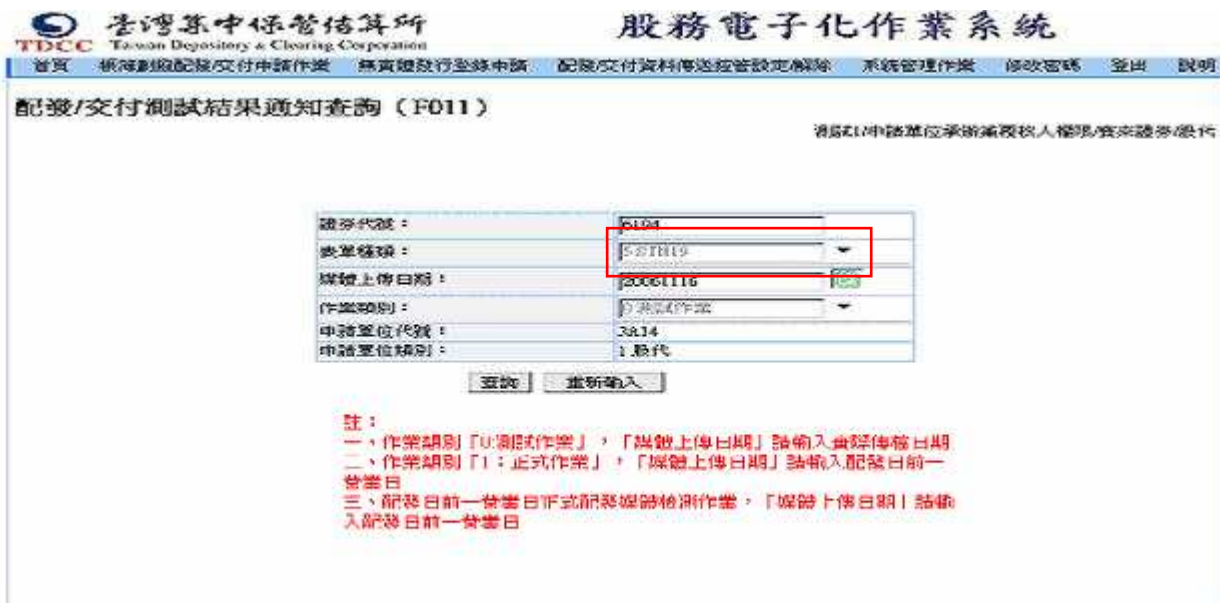 臺灣集中保管結算所
TDCC Taiwan Depository & Clearing Corporation
股務電子化作業系統
首頁 帳簿劃撥配發/交付申請作業 無實體發行登錄申請 配發/交付資料傳送控管設定/解除 系統管理作業 修改密碼 登出 說明
配發/交付測試結果通知查詢（F011）
證券代號：
表單種類：
媒體上傳日期： 20061116
作業類別： 0:測試作業
申請單位代號：
申請單位類別： 1.股代
查詢 重新輸入
註：
一、作業類別「0:測試作業」，「媒體上傳日期」請輸入實際傳檔日期
二、作業類別「1：正式作業」，「媒體上傳日期」請輸入配發日前一
營業日
三、配發日前一營業日正式配發媒體檢測作業，「媒體上傳日期」請輸
入配發日前一營業日